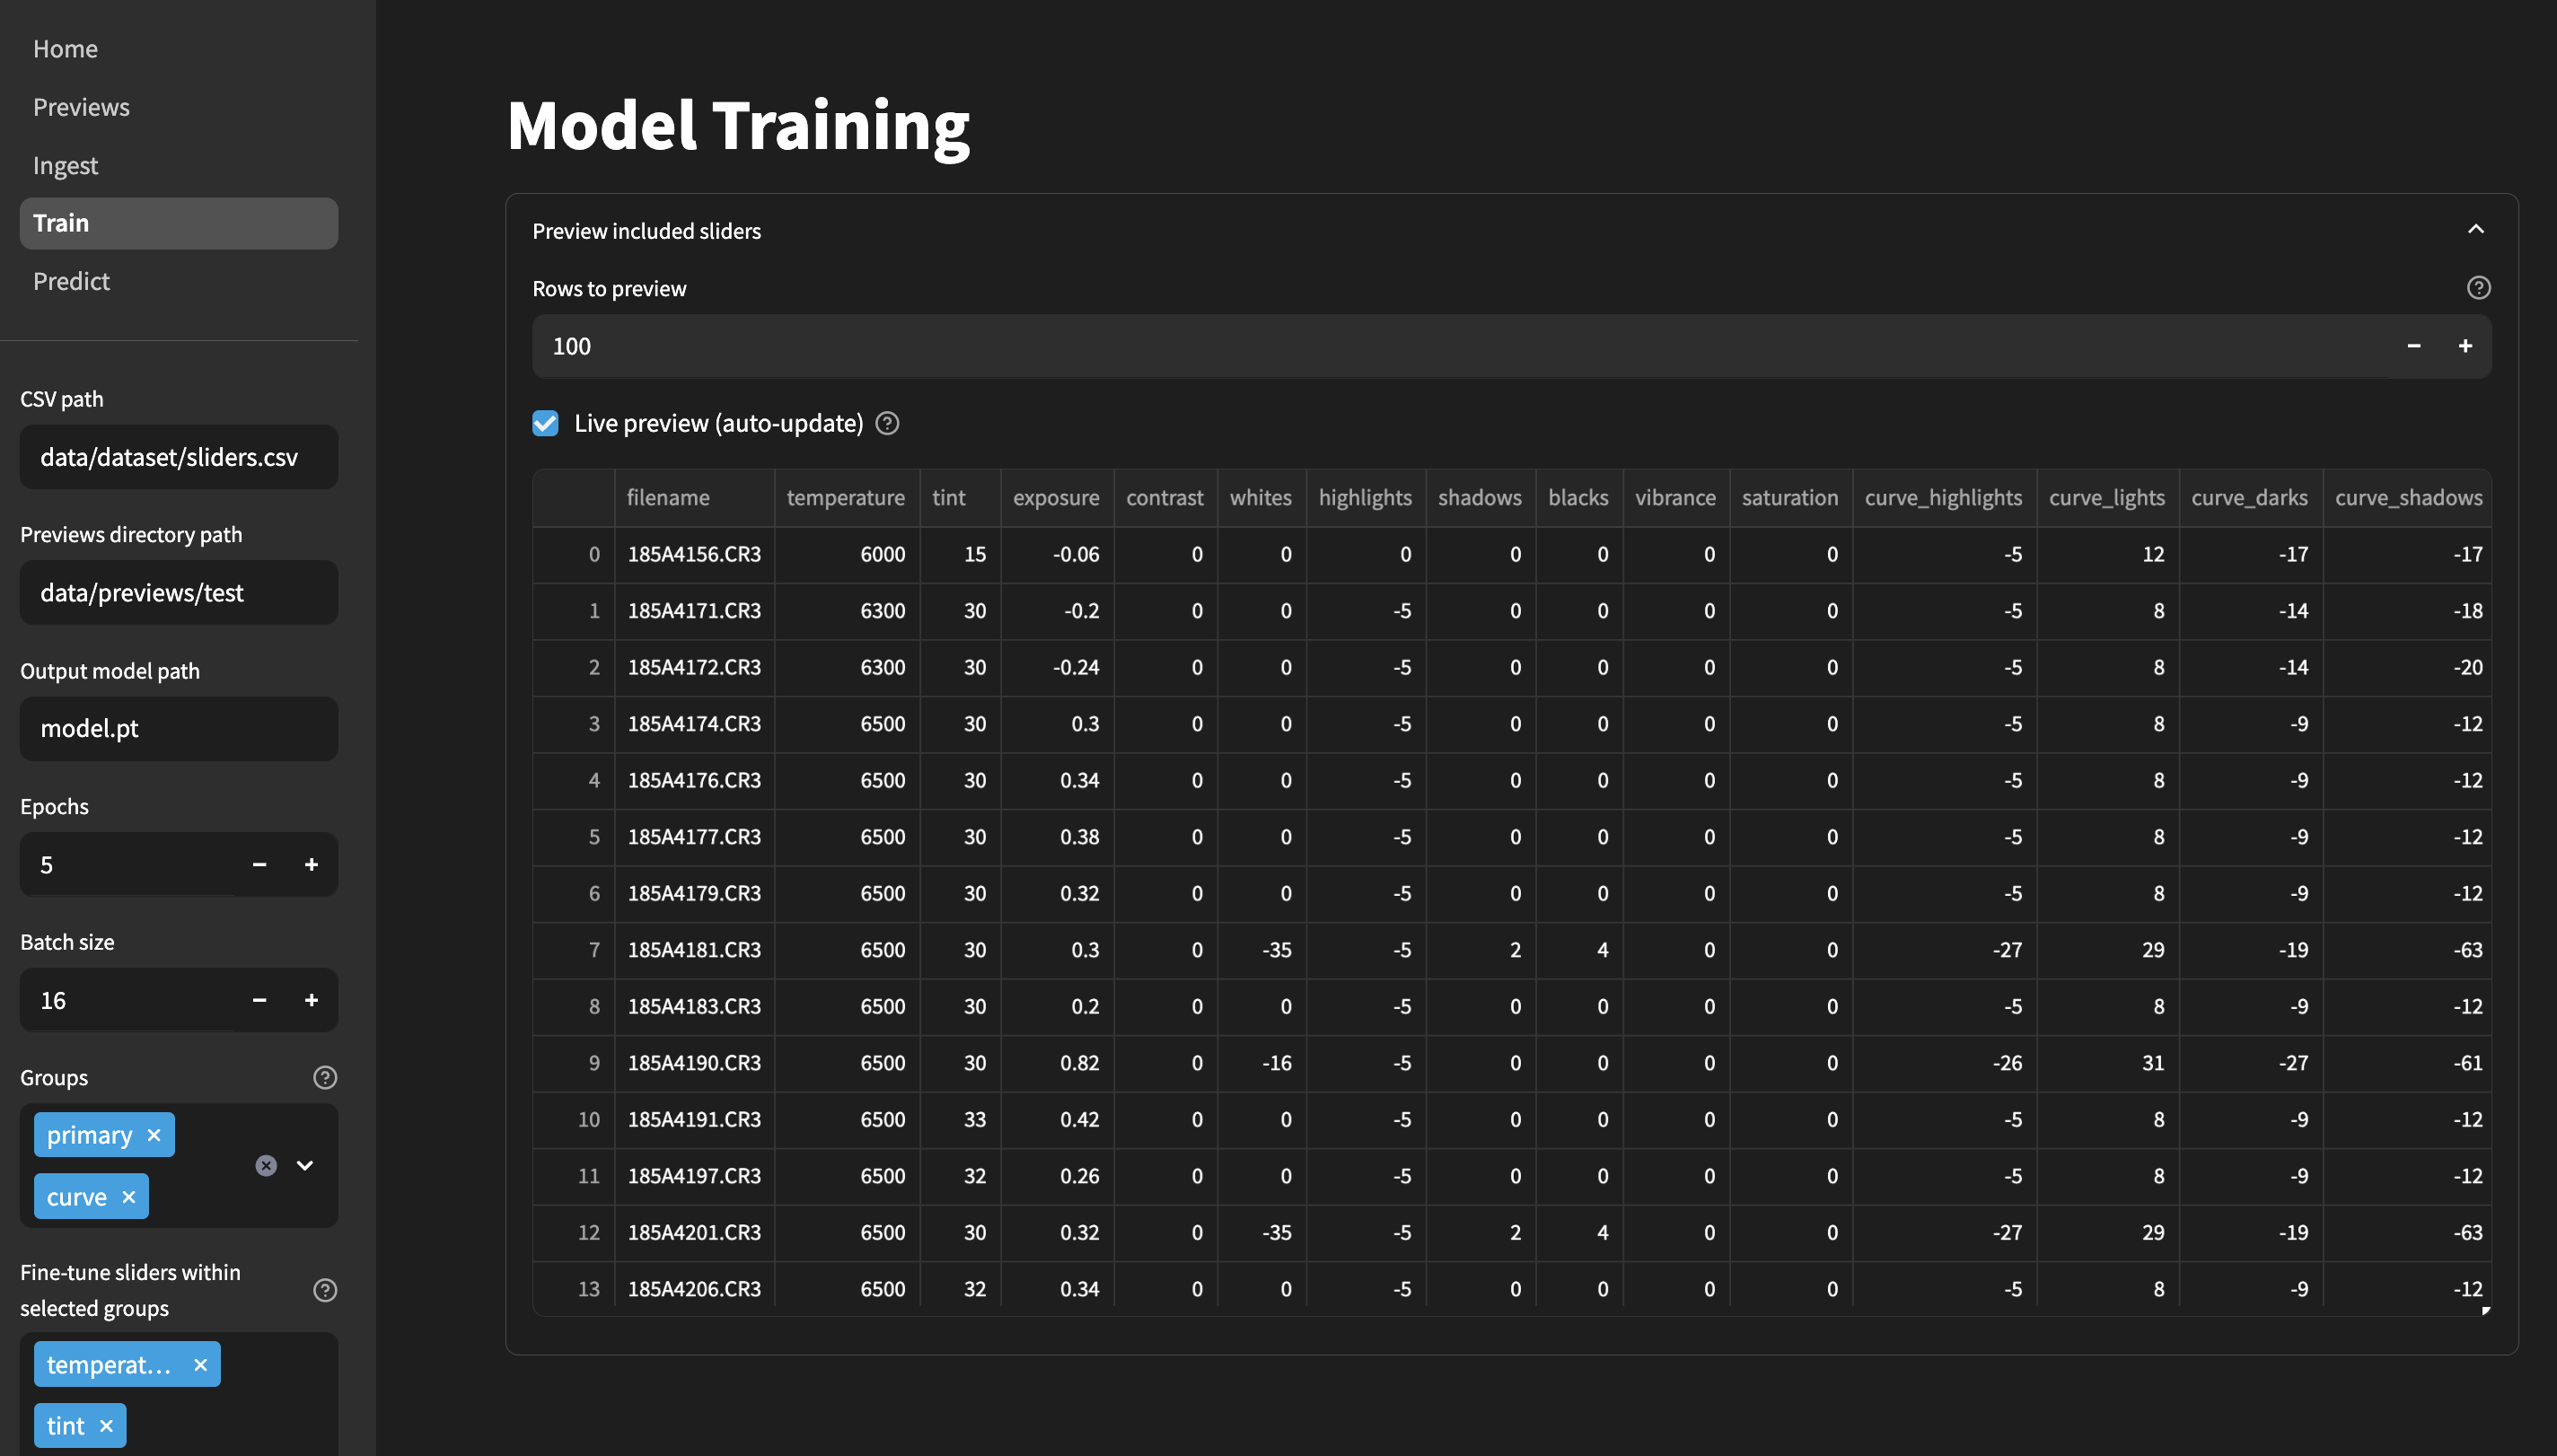 Home
Previews
Ingest
Train
Predict
CSV path
data/dataset/sliders.csv
Previews directory path
data/previews/test
Output model path
model.pt
Epochs
5
Batch size
16
Groups
primary
curve
Fine-tune sliders within
selected groups
temperat...
tint
Model Training
Preview included sliders
Rows to preview
100
Live preview (auto-update)
filename temperature tint exposure contrast whites highlights shadows blacks vibrance saturation curve_highlights curve_lights curve_darks curve_shadows
0 185A4156.CR3 6000 15 -0.06 0 0 0 0 0 0 0 -5 12 -17 -17
1 185A4171.CR3 6300 30 -0.2 0 0 -5 0 0 0 0 -5 8 -14 -18
2 185A4172.CR3 6300 30 -0.24 0 0 -5 0 0 0 0 -5 8 -14 -20
3 185A4174.CR3 6500 30 0.3 0 0 -5 0 0 0 0 -5 8 -9 -12
4 185A4176.CR3 6500 30 0.34 0 0 -5 0 0 0 0 -5 8 -9 -12
5 185A4177.CR3 6500 30 0.38 0 0 -5 0 0 0 0 -5 8 -9 -12
6 185A4179.CR3 6500 30 0.32 0 0 -5 0 0 0 0 -5 8 -9 -12
7 185A4181.CR3 6500 30 0.3 0 -35 -5 2 4 0 0 -27 29 -19 -63
8 185A4183.CR3 6500 30 0.2 0 0 -5 0 0 0 0 -5 8 -9 -12
9 185A4190.CR3 6500 30 0.82 0 -16 -5 0 0 0 0 -26 31 -27 -61
10 185A4191.CR3 6500 33 0.42 0 0 -5 0 0 0 0 -5 8 -9 -12
11 185A4197.CR3 6500 32 0.26 0 0 -5 0 0 0 0 -5 8 -9 -12
12 185A4201.CR3 6500 30 0.32 0 -35 -5 2 4 0 0 -27 29 -19 -63
13 185A4206.CR3 6500 32 0.34 0 0 -5 0 0 0 0 -5 8 -9 -12